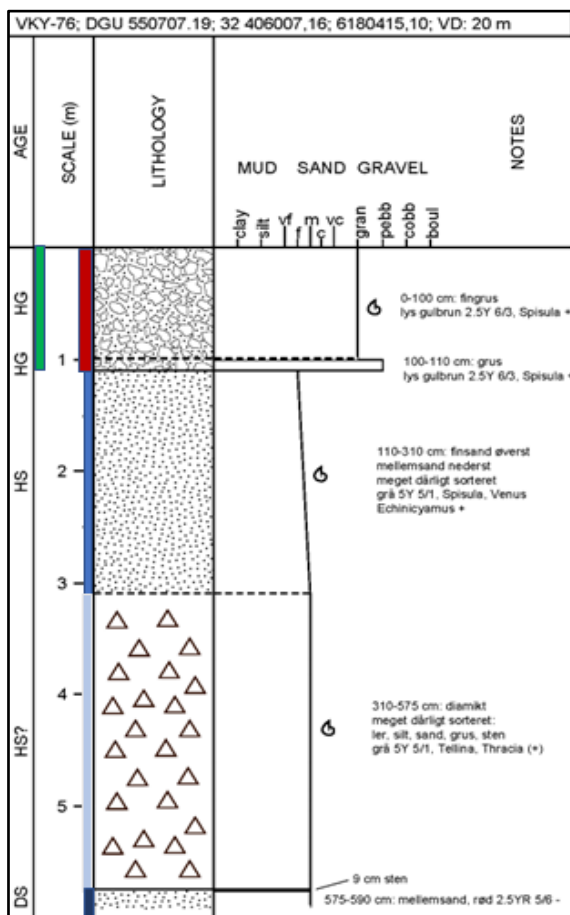 VKY-76; DGU 550707.19; 32 406007,16; 6180415,10; VD: 20 m
AGE
SCALE (m)
LITHOLOGY
MUD SAND GRAVEL
NOTES
clay
silt
vf
f
m
c
vc
gran
pebb
cobb
boul
HG
0-100 cm: fingrus
lys gulbrun 2.5Y 6/3, Spisula +
1
HG
100-110 cm: grus
lys gulbrun 2.5Y 6/3, Spisula +
HS
2
110-310 cm: finsand øverst
mellemsand nederst
meget dårligt sorteret
grå 5Y 5/1, Spisula, Venus
Echinicyamus +
3
4
HS?
310-575 cm: diamikt
meget dårligt sorteret:
ler, silt, sand, grus, sten
grå 5Y 5/1, Tellina, Thracia (+)
5
9 cm sten
DS
575-590 cm: mellemsand, rød 2.5YR 5/6 -